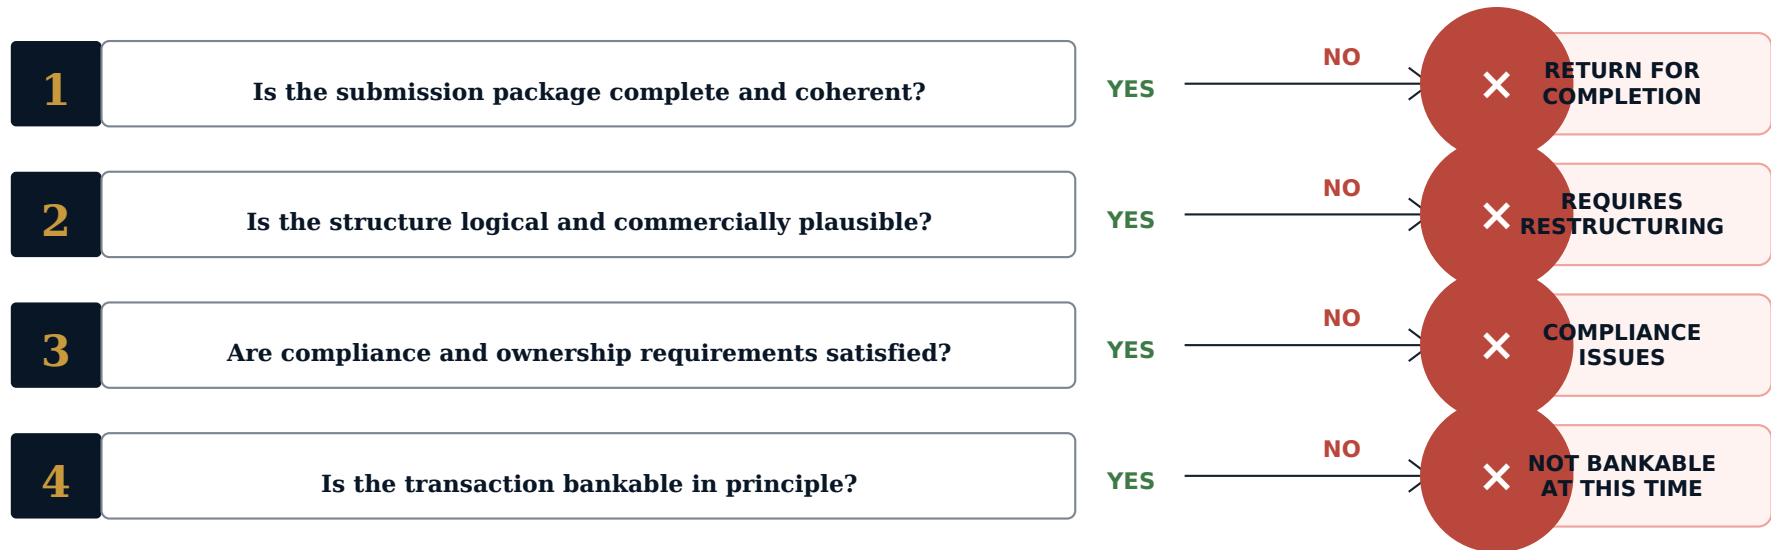 1
Is the submission package complete and coherent?
YES
NO
×
RETURN FOR
COMPLETION
2
Is the structure logical and commercially plausible?
YES
NO
×
REQUIRES
RESTRUCTURING
3
Are compliance and ownership requirements satisfied?
YES
NO
×
COMPLIANCE
ISSUES
4
Is the transaction bankable in principle?
YES
NO
×
NOT BANKABLE
AT THIS TIME